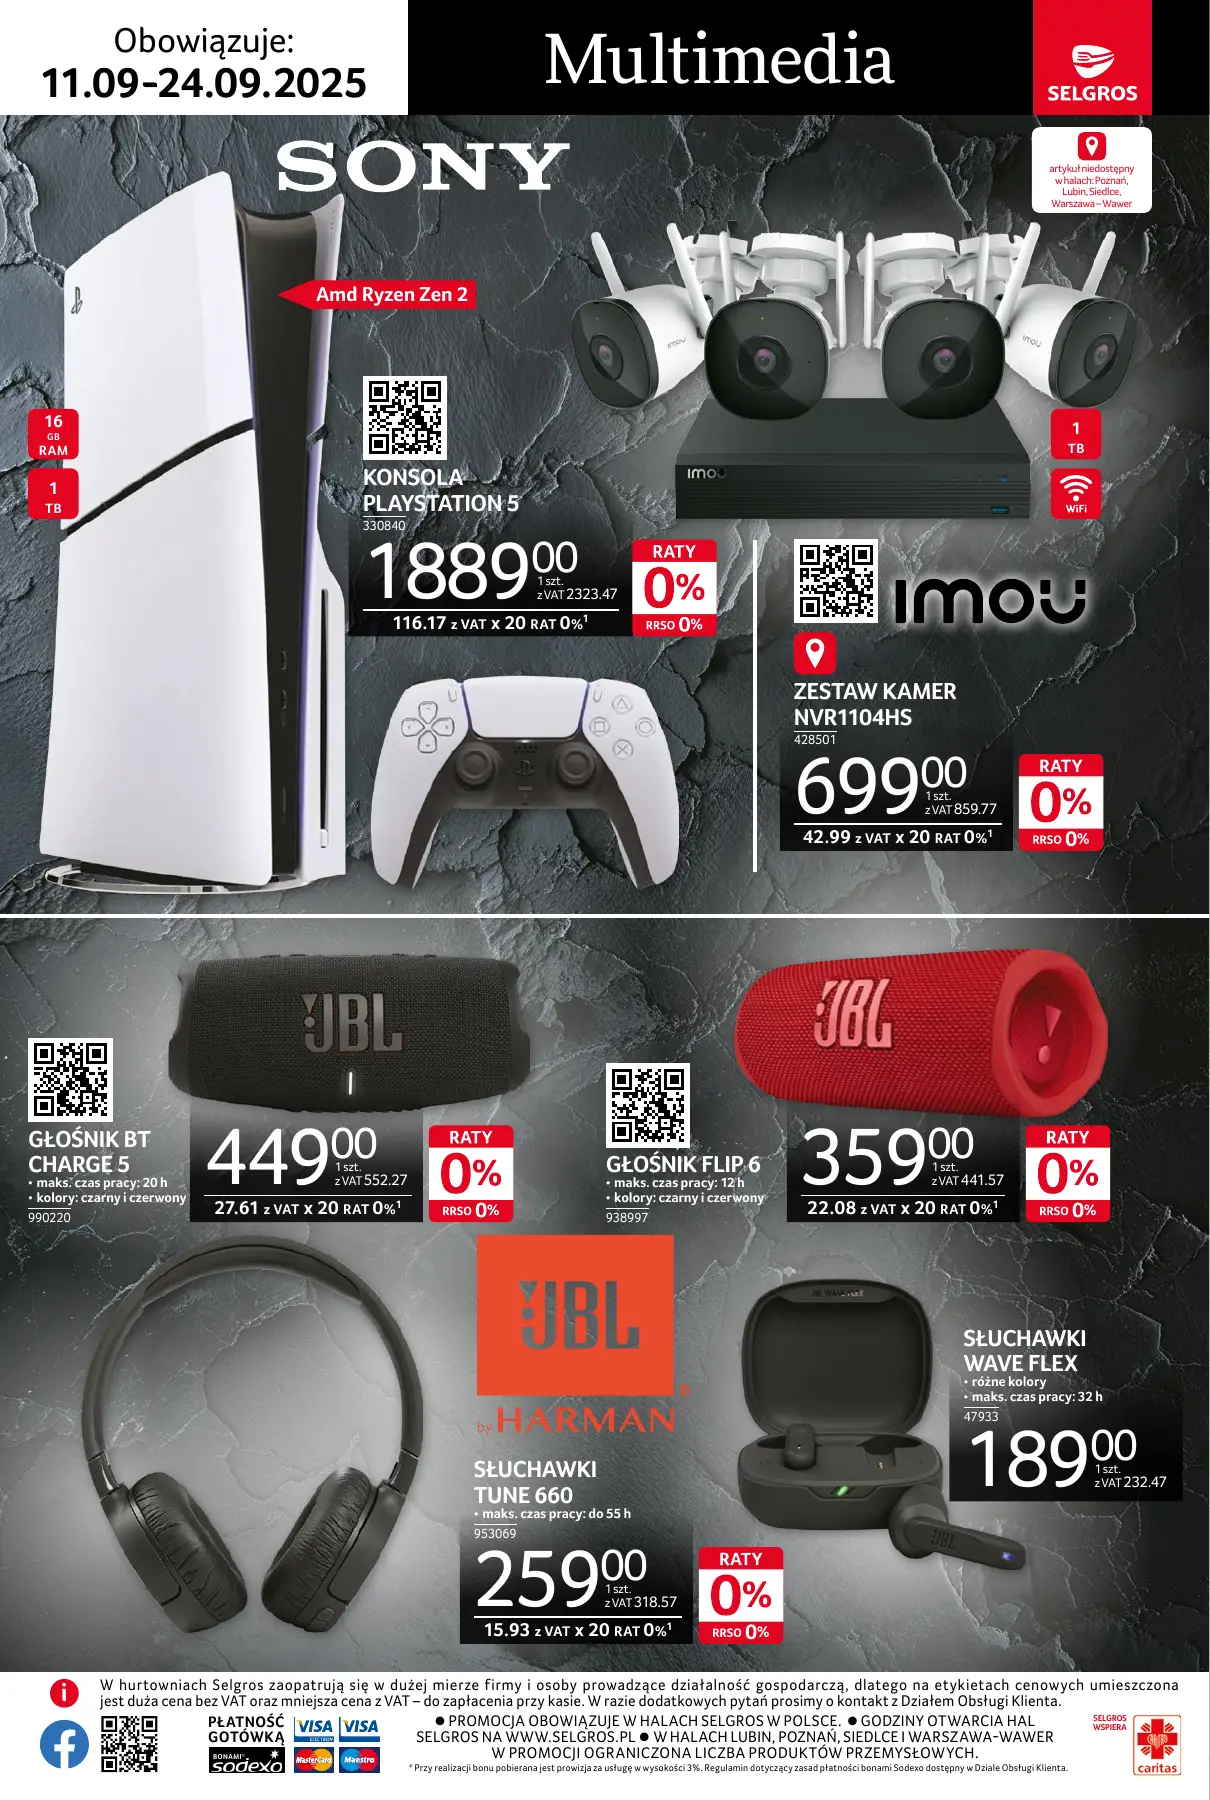 Obowiązuje:
11.09-24.09.2025
Multimedia
SELGROS
artykuł niedostępny
w halach: Poznań,
Lubin, Siedlce,
Warszawa–Wawer
SONY
Amd Ryzen Zen 2
16
GB
RAM
1
TB
KONSOLA
PLAYSTATION 5
330840
1889 00
1 szt.
z VAT 2323.47
116.17 z VAT x 20 RAT 0%¹
RATY
0%
RRSO 0%
imou
imou
imou
1
TB
WiFi
imou
ZESTAW KAMER
NVR1104HS
428501
699 00
1 szt.
z VAT 859.77
42.99 z VAT x 20 RAT 0%¹
RATY
0%
RRSO 0%
JBL
GŁOŚNIK BT
CHARGE 5
• maks. czas pracy: 20 h
• kolory: czarny i czerwony
990220
449 00
1 szt.
z VAT 552.27
27.61 z VAT x 20 RAT 0%¹
RATY
0%
RRSO 0%
JBL
GŁOŚNIK FLIP 6
• maks. czas pracy: 12 h
• kolory: czarny i czerwony
938997
359 00
1 szt.
z VAT 441.57
22.08 z VAT x 20 RAT 0%¹
RATY
0%
RRSO 0%
JBL
by HARMAN
SŁUCHAWKI
TUNE 660
• maks. czas pracy: do 55 h
953069
259 00
1 szt.
z VAT 318.57
15.93 z VAT x 20 RAT 0%¹
RATY
0%
RRSO 0%
JBL
SŁUCHAWKI
WAVE FLEX
• różne kolory
• maks. czas pracy: 32 h
47933
189 00
1 szt.
z VAT 232.47
W hurtowniach Selgros zaopatrują się w dużej mierze firmy i osoby prowadzące działalność gospodarczą, dlatego na etykietach cenowych umieszczona
jest duża cena bez VAT oraz mniejsza cena z VAT – do zapłacenia przy kasie. W razie dodatkowych pytań prosimy o kontakt z Działem Obsługi Klienta.
PŁATNOŚĆ
GOTÓWKĄ
VISA
ELECTRON
VISA
BONAMI*
sodexo
MasterCard
Maestro
● PROMOCJA OBOWIĄZUJE W HALACH SELGROS W POLSCE. ● GODZINY OTWARCIA HAL
SELGROS NA WWW.SELGROS.PL ● W HALACH LUBIN, POZNAŃ, SIEDLCE I WARSZAWA-WAWER
W PROMOCJI OGRANICZONA LICZBA PRODUKTÓW PRZEMYSŁOWYCH.
* Przy realizacji bonu pobierana jest prowizja za usługę w wysokości 3%. Regulamin dotyczący zasad płatności bonami Sodexo dostępny w Dziale Obsługi Klienta.
SELGROS
WSPIERA
caritas